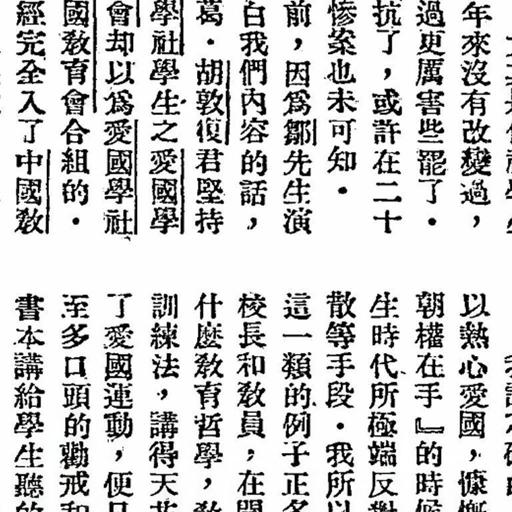 年來沒有改變過，
過更厲害些罷了．
抗了，或許在二十
慘案也未可知．
前，因爲鄒先生演
白我們內容的話，
葛．胡敦復君堅持
學社學生之愛國學
會却以爲愛國學社
國敎育會合組的．
經完全入了中國敎
以熱心愛國，慷慨
朝權在手』的時候
生時代所極端反對
散等手段．我所以
這一類的例子正多
校長和敎員，在開
什麼敎育哲學，敎
訓練法，講得天花
了愛國運動，便只
至多口頭的勸戒和
書本講給學生聽的